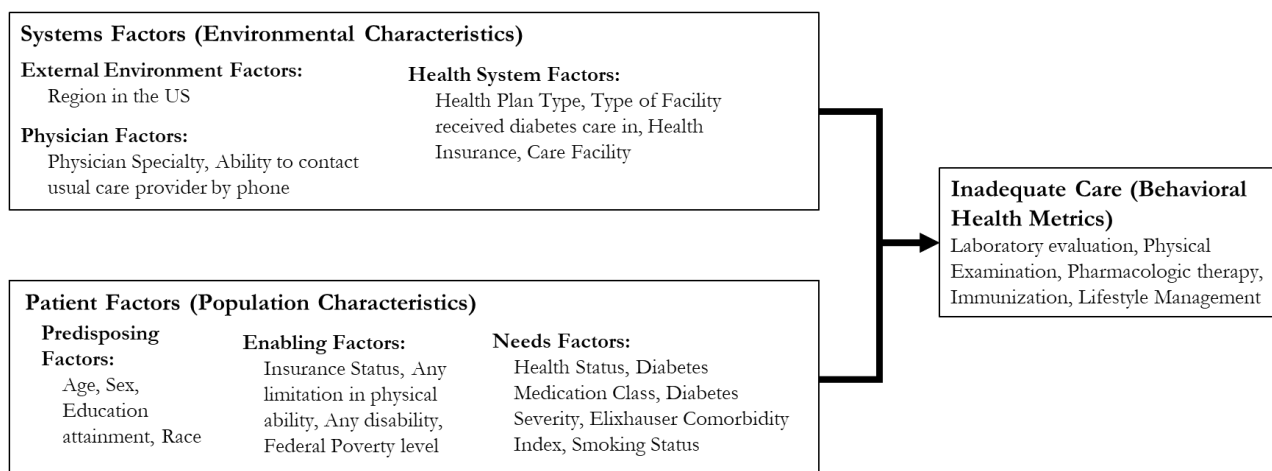 Systems Factors (Environmental Characteristics)
External Environment Factors:
Region in the US
Physician Factors:
Physician Specialty, Ability to contact
usual care provider by phone
Health System Factors:
Health Plan Type, Type of Facility
received diabetes care in, Health
Insurance, Care Facility
Patient Factors (Population Characteristics)
Predisposing
Factors:
Age, Sex,
Education
attainment, Race
Enabling Factors:
Insurance Status, Any
limitation in physical
ability, Any disability,
Federal Poverty level
Needs Factors:
Health Status, Diabetes
Medication Class, Diabetes
Severity, Elixhauser Comorbidity
Index, Smoking Status
Inadequate Care (Behavioral
Health Metrics)
Laboratory evaluation, Physical
Examination, Pharmacologic therapy,
Immunization, Lifestyle Management